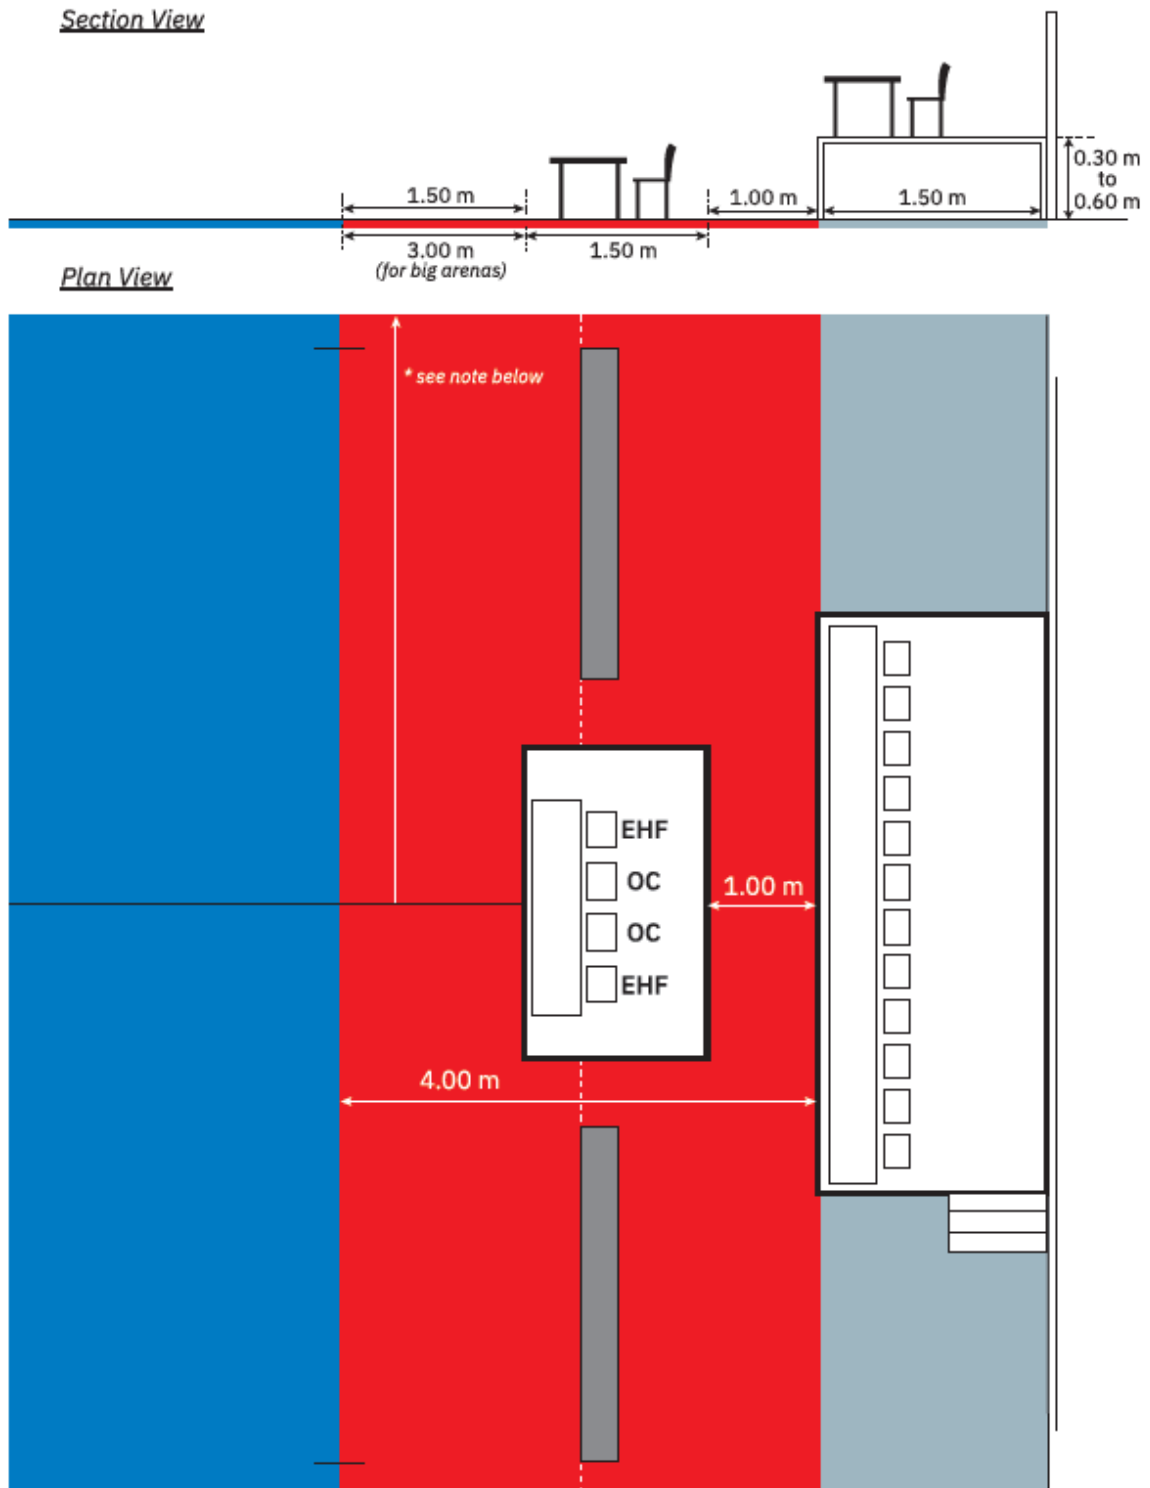 Section View
0.30 m
to
0.60 m
1.50 m
1.00 m
1.50 m
3.00 m
(for big arenas)
1.50 m
Plan View
* see note below
EHF
OC
1.00 m
OC
EHF
4.00 m